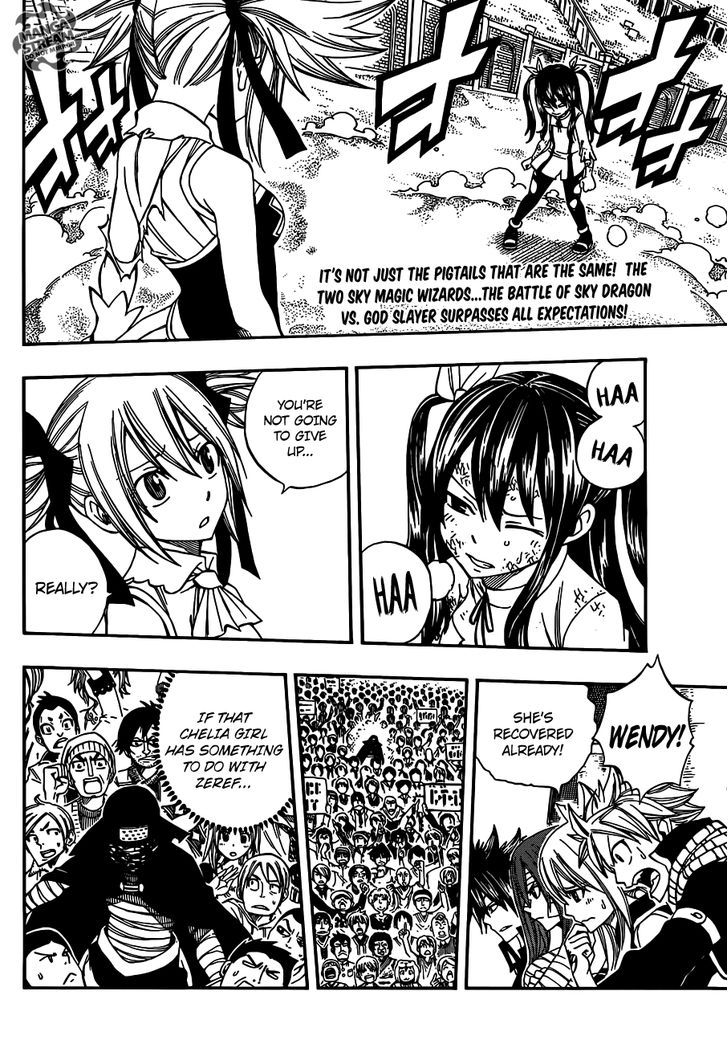 MANGA
STREAM
IT'S NOT JUST THE PIGTAILS THAT ARE THE SAME! THE
TWO SKY MAGIC WIZARDS...THE BATTLE OF SKY DRAGON
VS. GOD SLAYER SURPASSES ALL EXPECTATIONS!
HAA
HAA
HAA
YOU'RE
NOT GOING
TO GIVE
UP...
REALLY?
WENDY!
SHE'S
RECOVERED
ALREADY!
IF THAT
CHELIA GIRL
HAS SOMETHING
TO DO WITH
ZEREF...